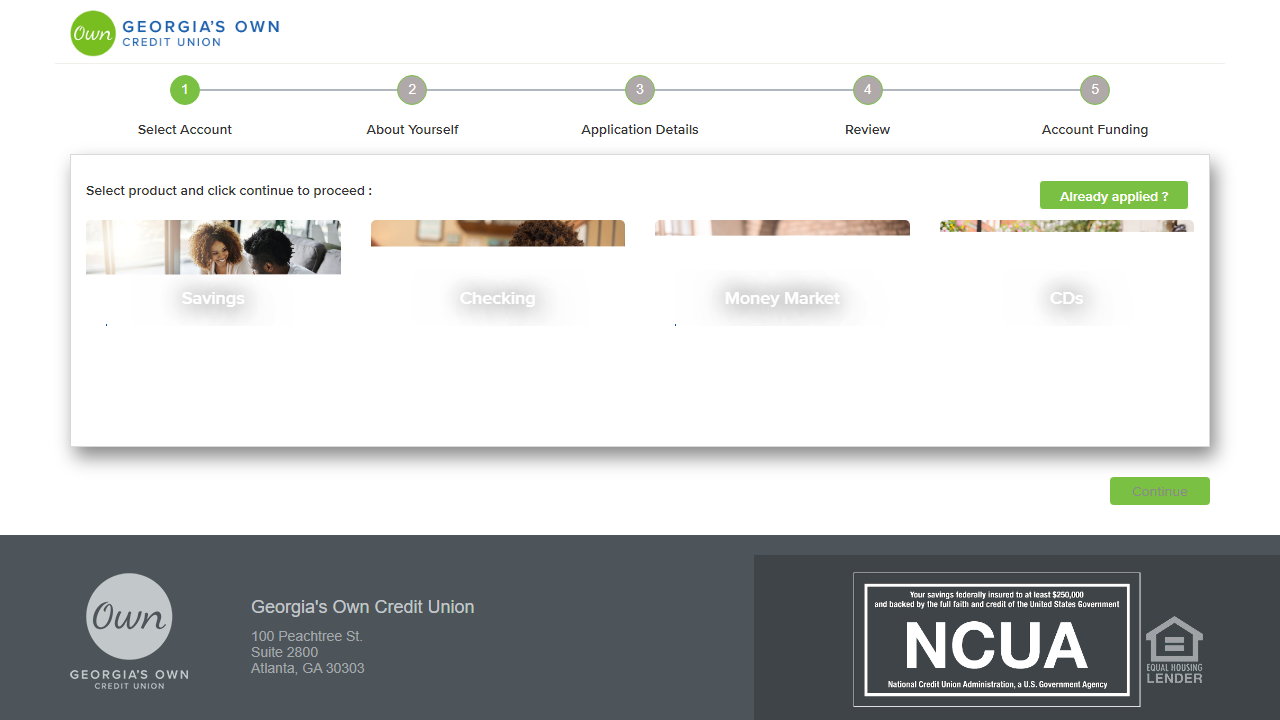 Own GEORGIA'S OWN
CREDIT UNION
1 2 3 4 5
Select Account About Yourself Application Details Review Account Funding
Select product and click continue to proceed :
Already applied ?
Savings Checking Money Market CDs
Continue
Own
GEORGIA'S OWN
CREDIT UNION
Georgia's Own Credit Union
100 Peachtree St.
Suite 2800
Atlanta, GA 30303
Your savings federally insured to at least $250,000
and backed by the full faith and credit of the United States Government
NCUA
National Credit Union Administration, a U.S. Government Agency
EQUAL HOUSING
LENDER